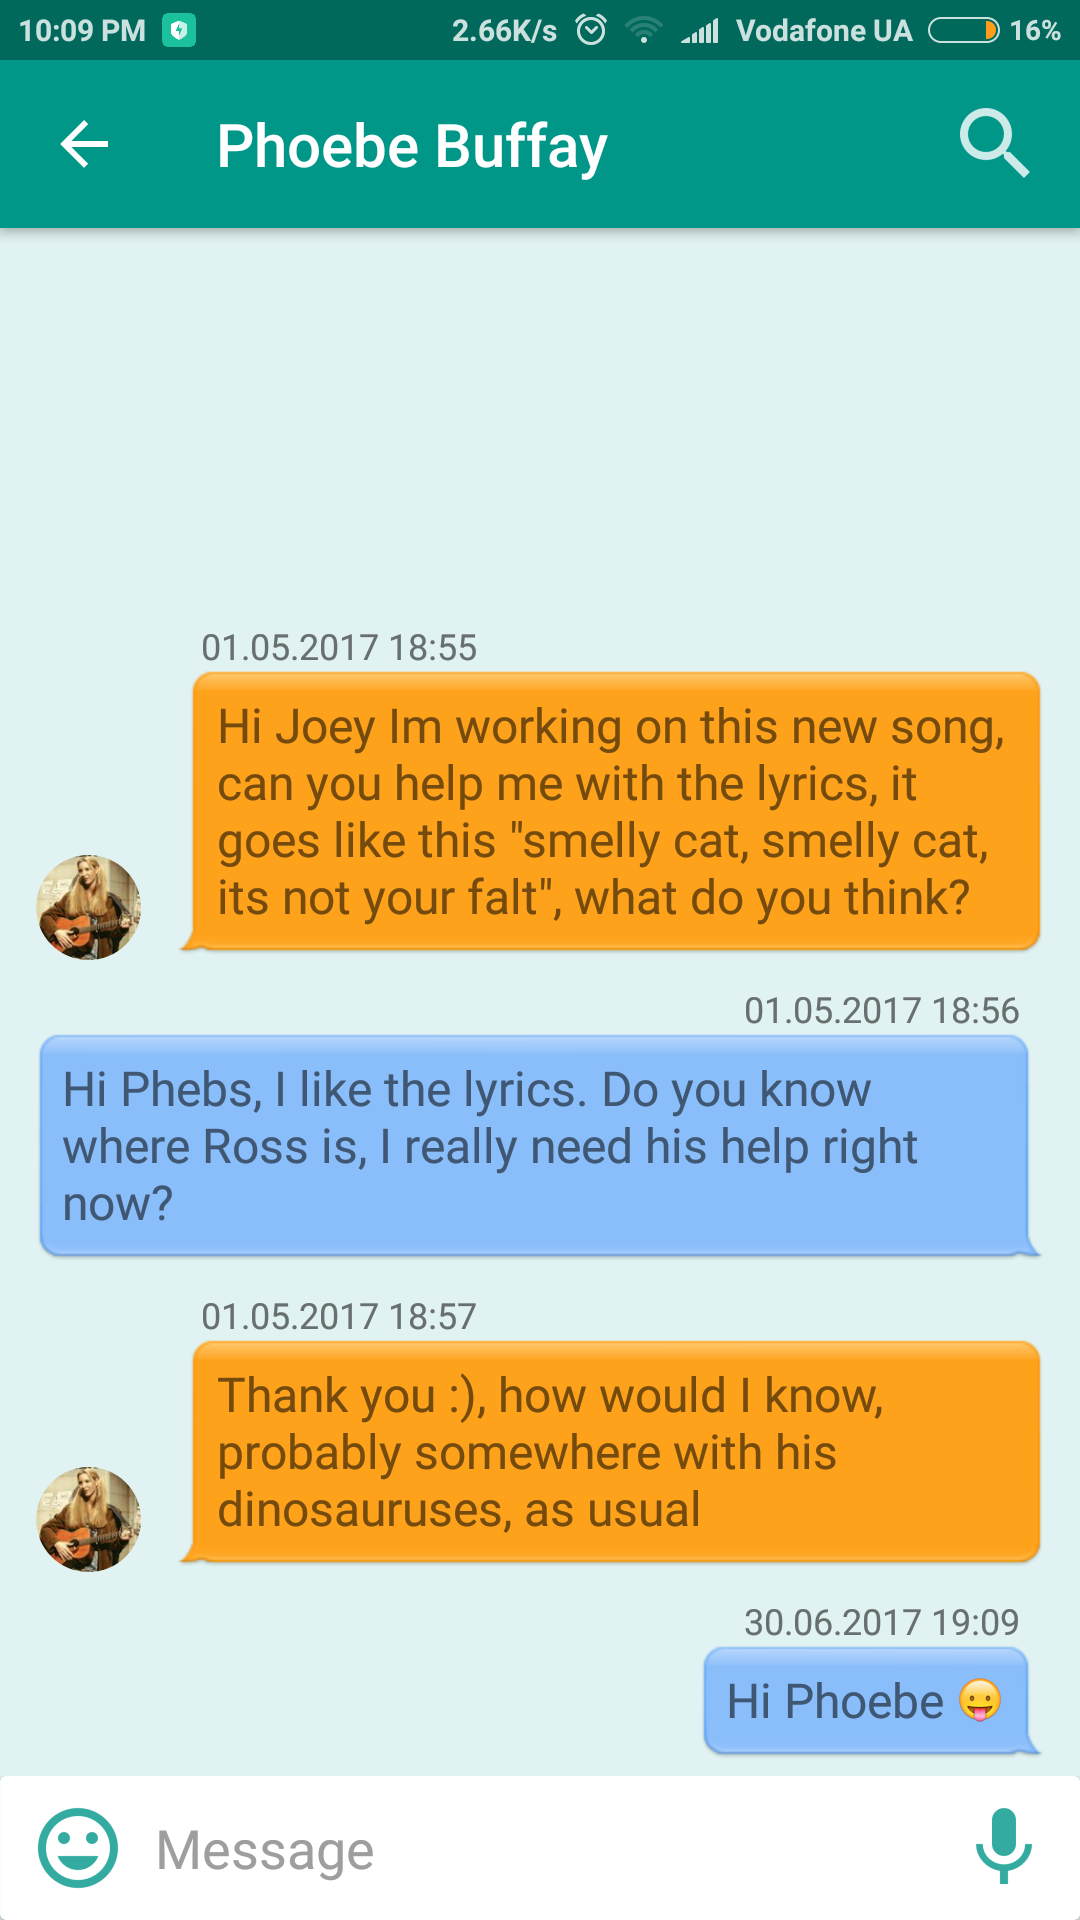 10:09 PM 2.66K/s Vodafone UA 16%
Phoebe Buffay
01.05.2017 18:55
Hi Joey Im working on this new song,
can you help me with the lyrics, it
goes like this "smelly cat, smelly cat,
its not your falt", what do you think?
01.05.2017 18:56
Hi Phebs, I like the lyrics. Do you know
where Ross is, I really need his help right
now?
01.05.2017 18:57
Thank you :), how would I know,
probably somewhere with his
dinosauruses, as usual
30.06.2017 19:09
Hi Phoebe 😛
Message